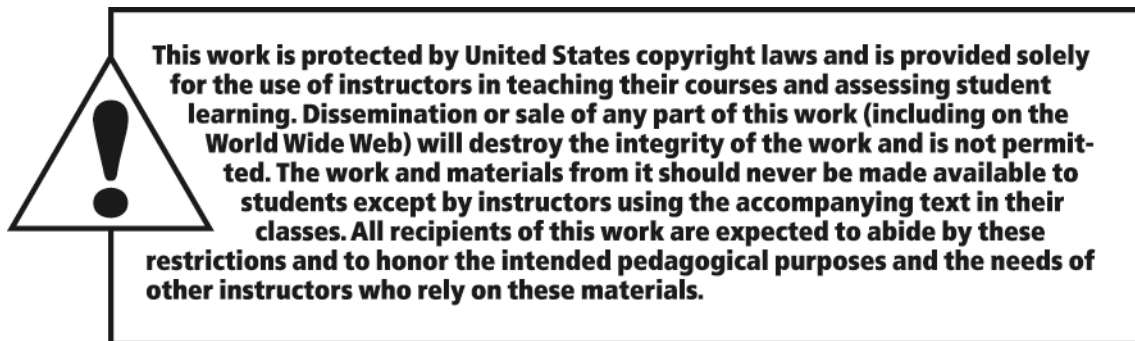 This work is protected by United States copyright laws and is provided solely
for the use of instructors in teaching their courses and assessing student
learning. Dissemination or sale of any part of this work (including on the
World Wide Web) will destroy the integrity of the work and is not permit-
ted. The work and materials from it should never be made available to
students except by instructors using the accompanying text in their
classes. All recipients of this work are expected to abide by these
restrictions and to honor the intended pedagogical purposes and the needs of
other instructors who rely on these materials.